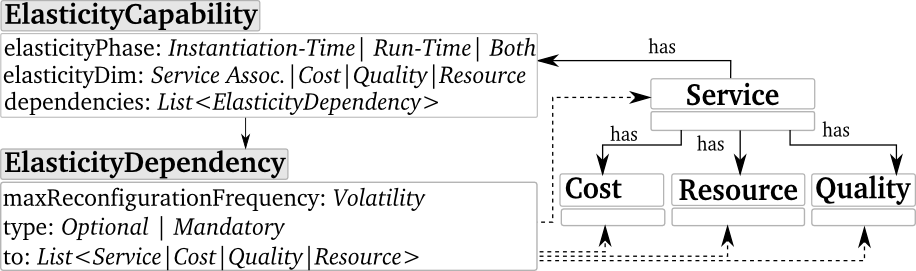 ElasticityCapability
elasticityPhase: Instantiation-Time| Run-Time| Both
elasticityDim: Service Assoc.|Cost|Quality|Resource
dependencies: List<ElasticityDependency>
has
Service
has
has
has
Cost
Resource
Quality
ElasticityDependency
maxReconfigurationFrequency: Volatility
type: Optional | Mandatory
to: List<Service|Cost|Quality|Resource>